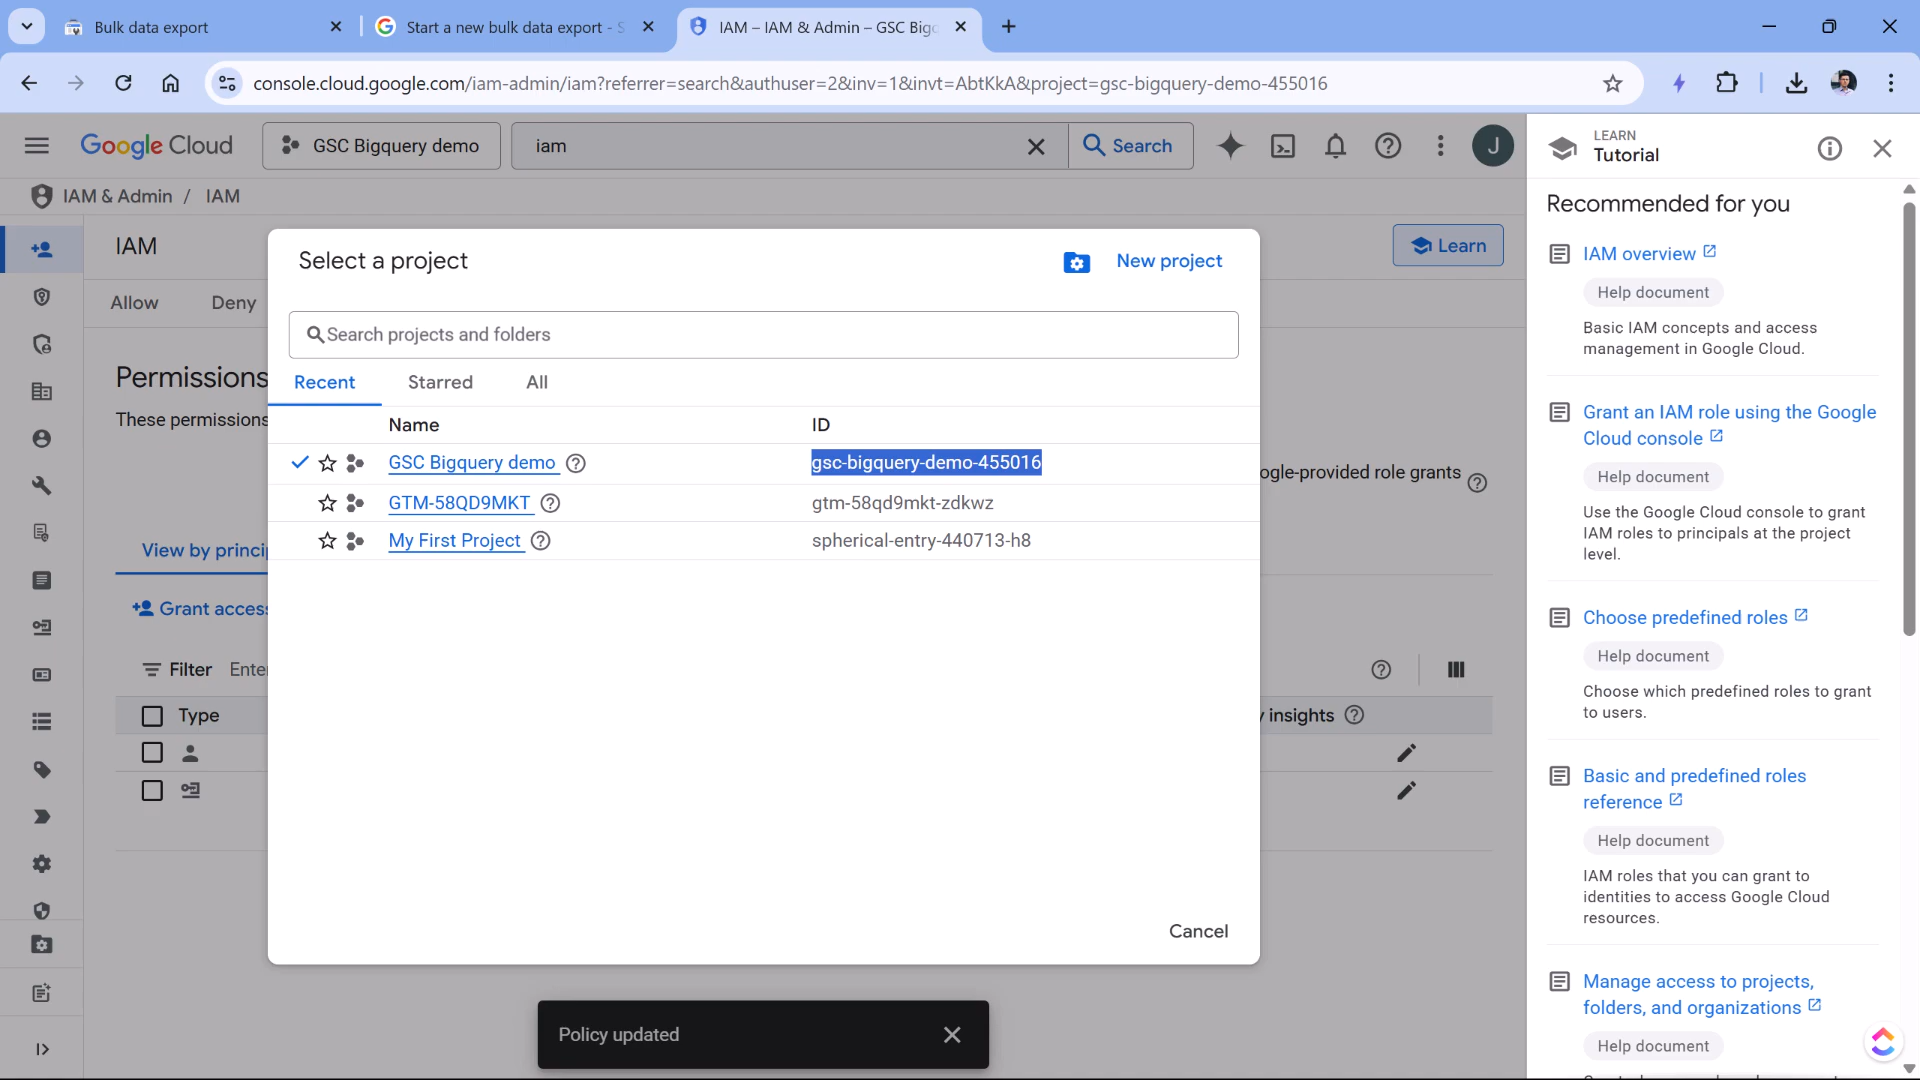 Bulk data export
Start a new bulk data export - S
IAM – IAM & Admin – GSC Bigq
console.cloud.google.com/iam-admin/iam?referrer=search&authuser=2&inv=1&invt=AbtKkA&project=gsc-bigquery-demo-455016
Google Cloud
GSC Bigquery demo
iam
Search
J
LEARN
Tutorial
IAM & Admin / IAM
IAM
Learn
Allow
Deny
Permissions
These permissions
ogle-provided role grants
View by princip
Grant access
Filter
Enter
Type
y insights
Select a project
New project
Search projects and folders
Recent
Starred
All
Name
ID
GSC Bigquery demo
gsc-bigquery-demo-455016
GTM-58QD9MKT
gtm-58qd9mkt-zdkwz
My First Project
spherical-entry-440713-h8
Cancel
Policy updated
Recommended for you
IAM overview
Help document
Basic IAM concepts and access
management in Google Cloud.
Grant an IAM role using the Google
Cloud console
Help document
Use the Google Cloud console to grant
IAM roles to principals at the project
level.
Choose predefined roles
Help document
Choose which predefined roles to grant
to users.
Basic and predefined roles
reference
Help document
IAM roles that you can grant to
identities to access Google Cloud
resources.
Manage access to projects,
folders, and organizations
Help document